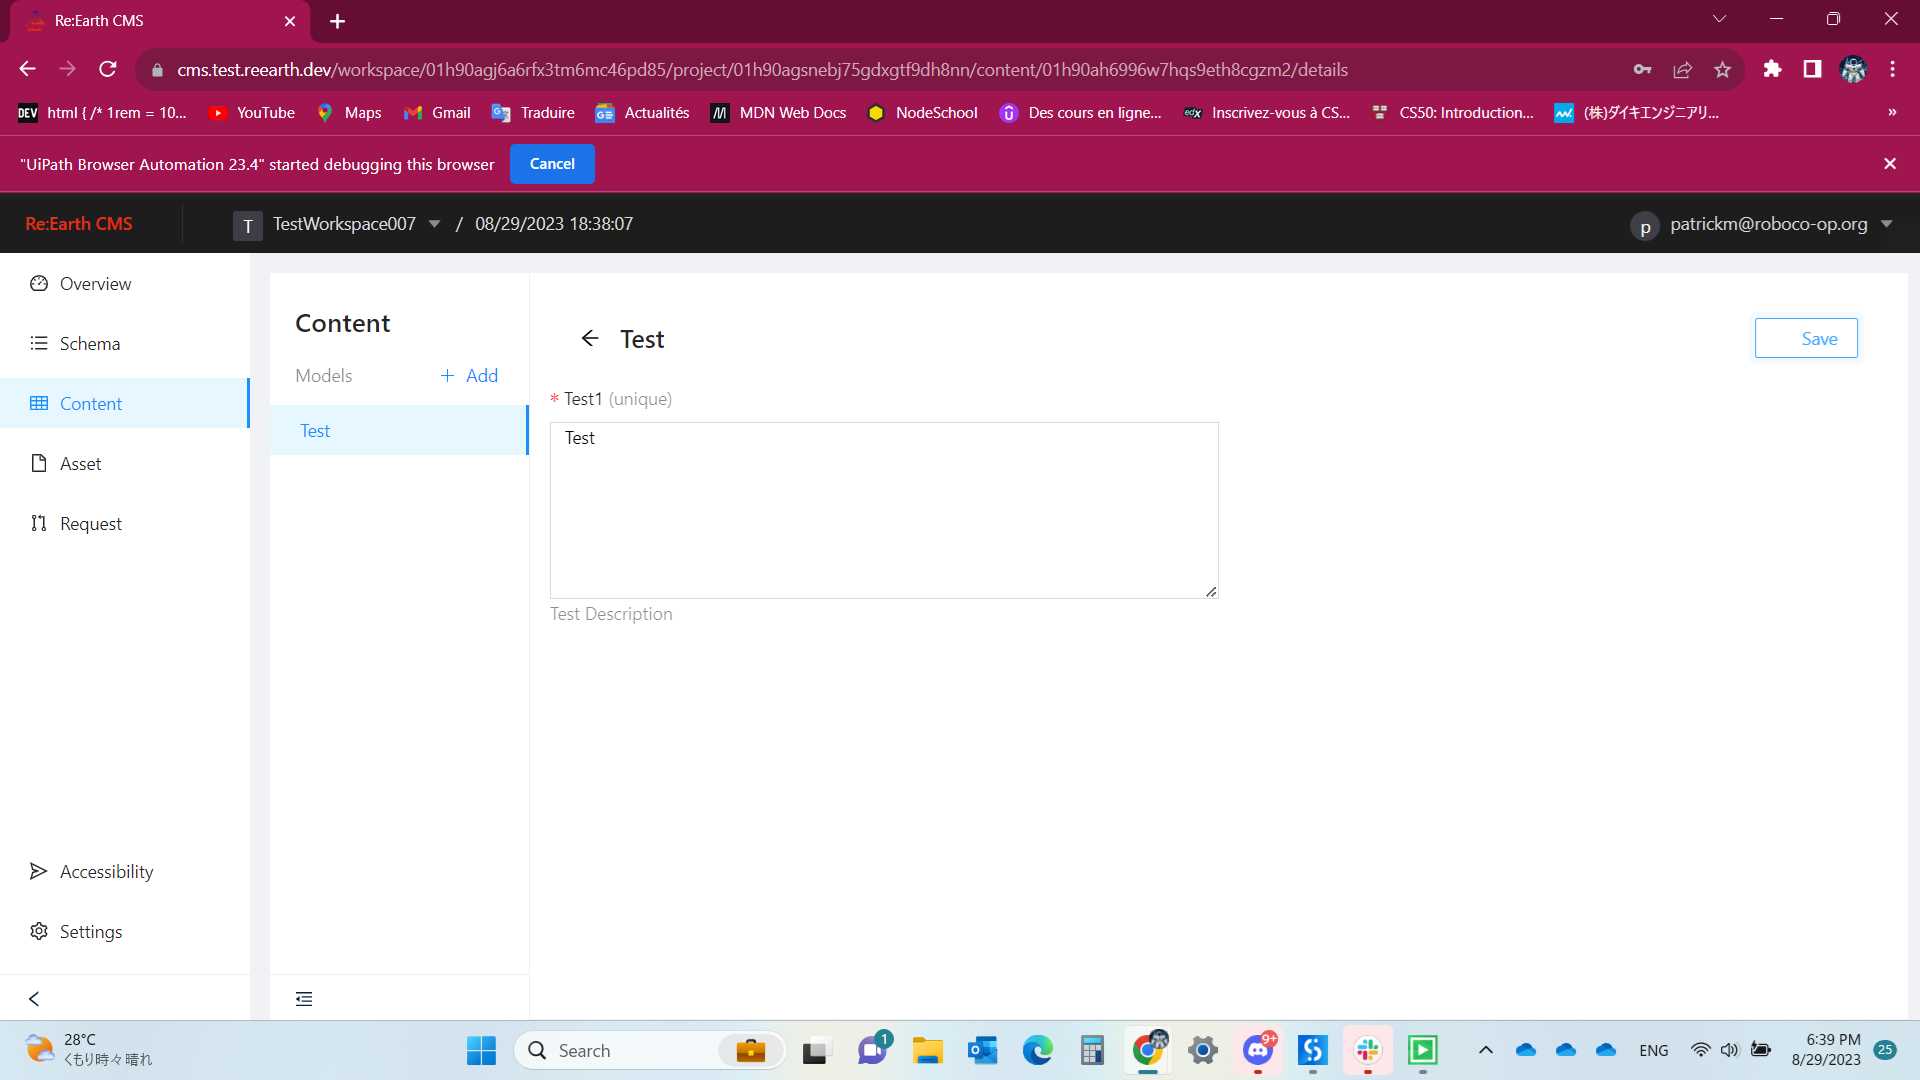 Re:Earth CMS
cms.test.reearth.dev/workspace/01h90agj6a6rfx3tm6mc46pd85/project/01h90agsnebj75gdxgtf9dh8nn/content/01h90ah6996w7hqs9eth8cgzm2/details
DEV html { /* 1rem = 10... YouTube Maps Gmail Traduire Actualités MDN Web Docs NodeSchool Des cours en ligne... edX Inscrivez-vous à CS... CS50: Introduction... (株)ダイキエンジニアリ... »
"UiPath Browser Automation 23.4" started debugging this browser Cancel
Re:Earth CMS T TestWorkspace007 / 08/29/2023 18:38:07 p patrickm@roboco-op.org
Overview
Schema
Content
Asset
Request
Accessibility
Settings
Content
Models + Add
Test
Test
Save
* Test1 (unique)
Test
Test Description
28°C
くもり時々晴れ
Search
1
9+
ENG
6:39 PM
8/29/2023
25